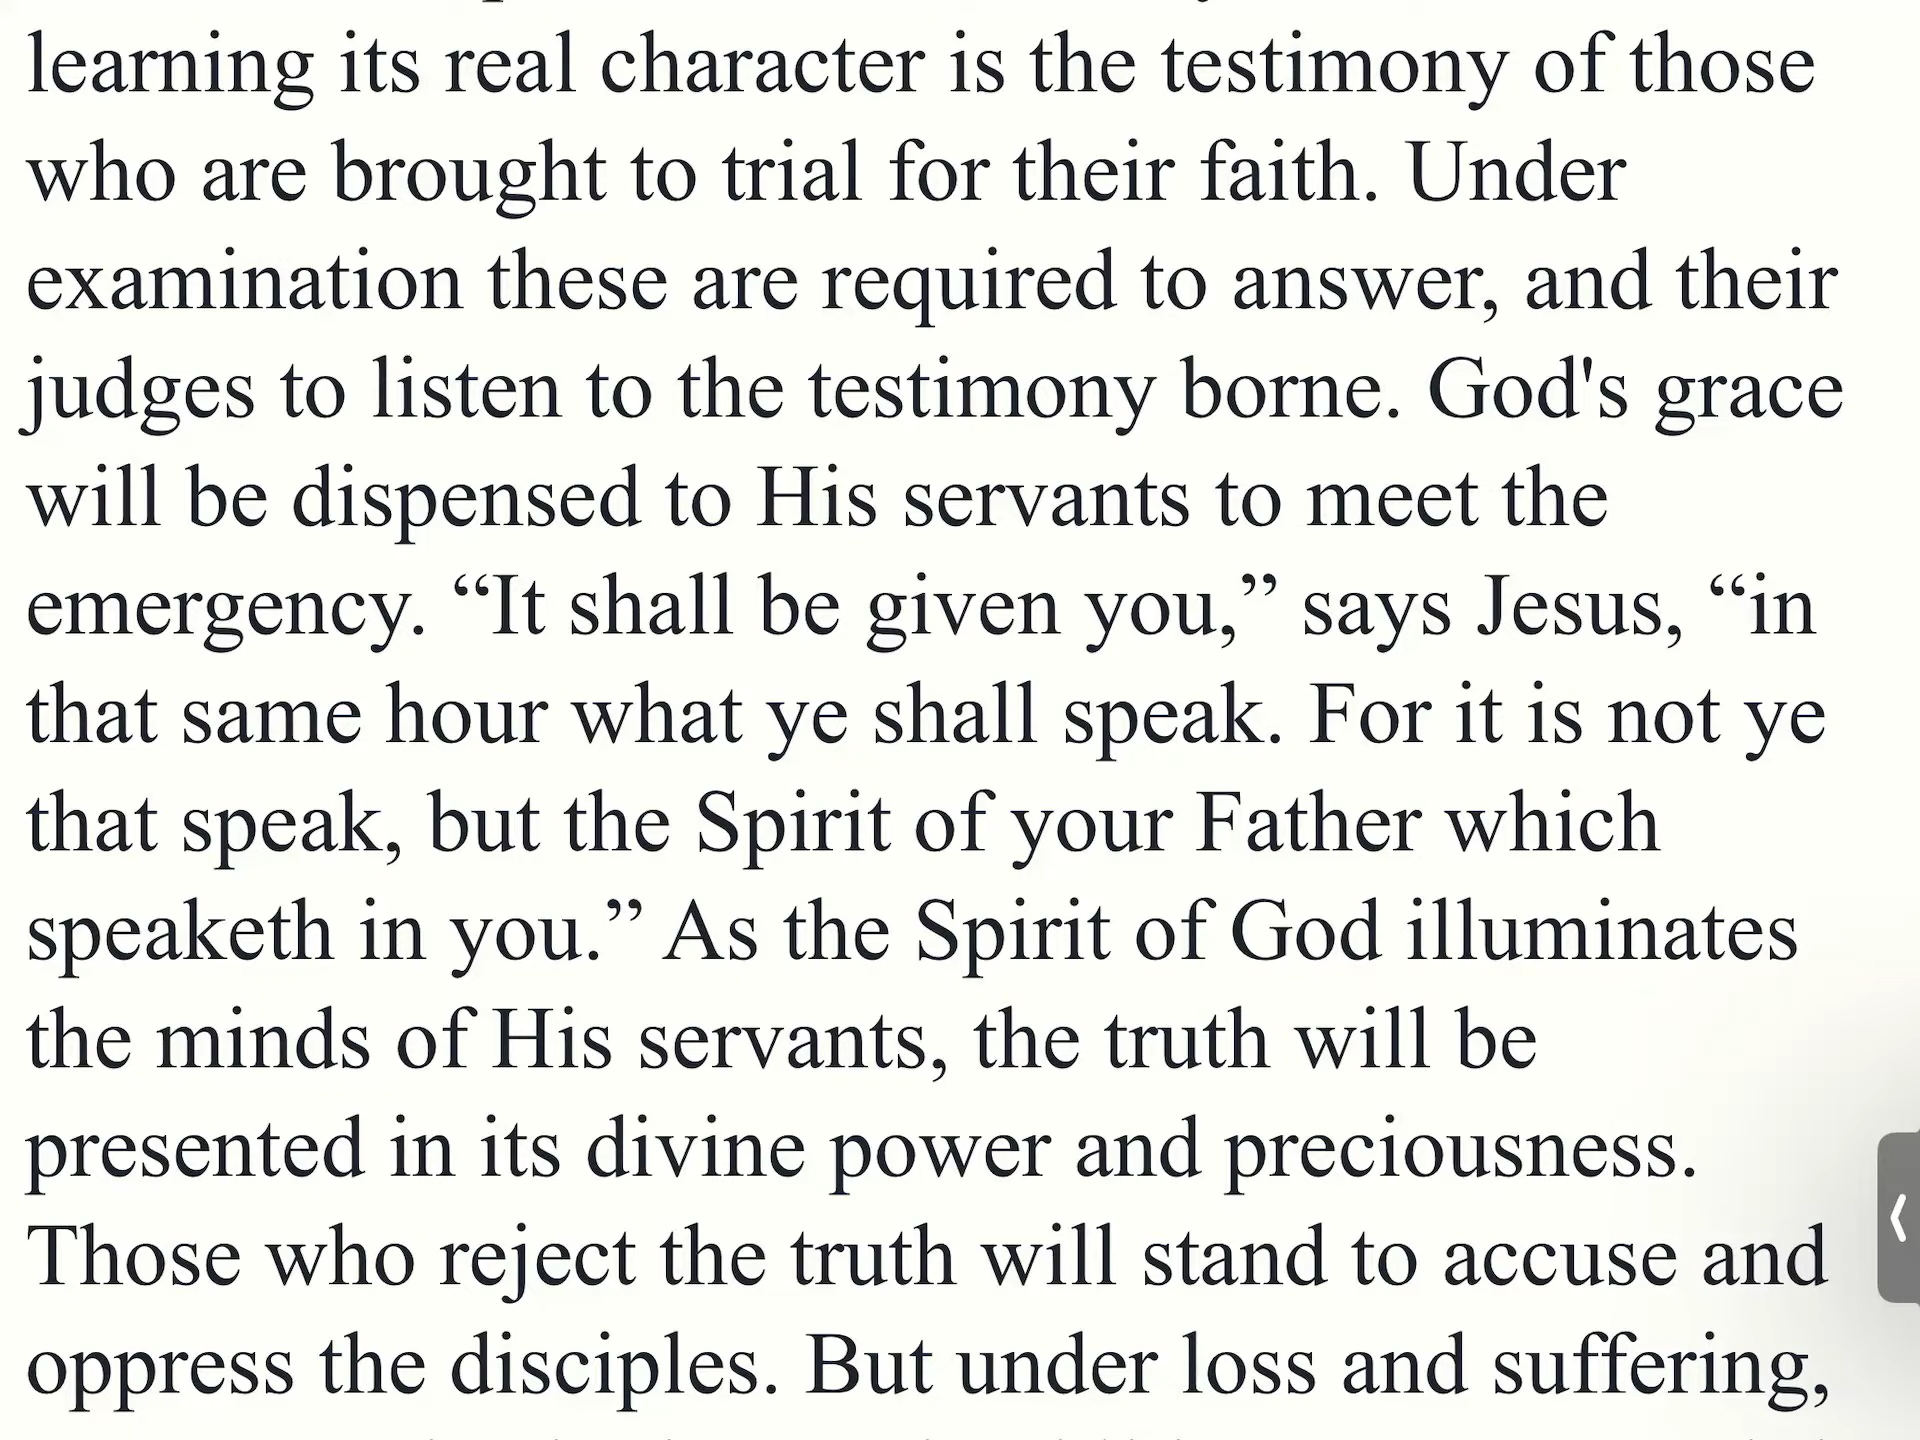 learning its real character is the testimony of those
who are brought to trial for their faith. Under
examination these are required to answer, and their
judges to listen to the testimony borne. God's grace
will be dispensed to His servants to meet the
emergency. “It shall be given you,” says Jesus, “in
that same hour what ye shall speak. For it is not ye
that speak, but the Spirit of your Father which
speaketh in you.” As the Spirit of God illuminates
the minds of His servants, the truth will be
presented in its divine power and preciousness.
Those who reject the truth will stand to accuse and
oppress the disciples. But under loss and suffering,